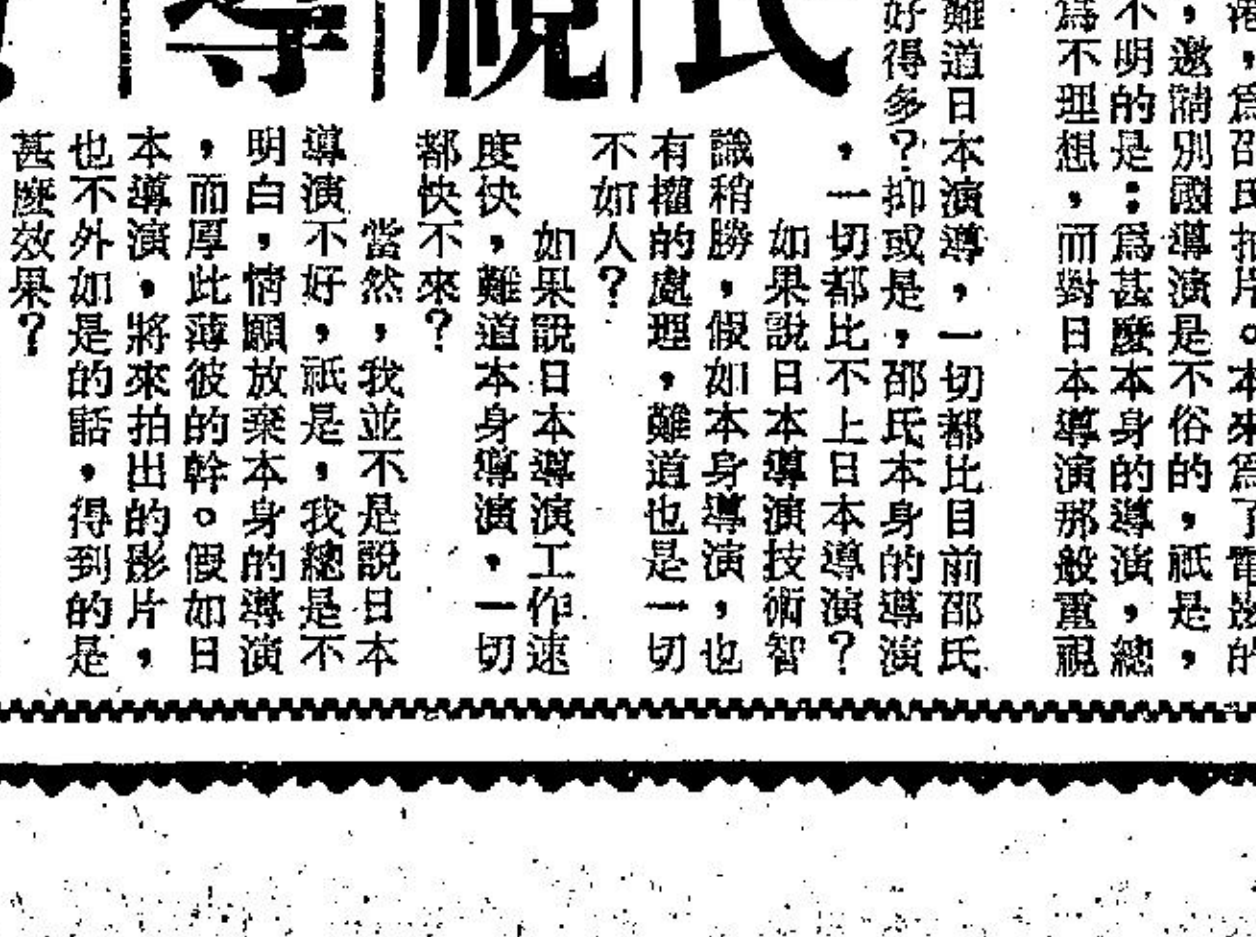 氏
視
導
港，爲邵氏拍片。本來爲了電影的
，邀請別國導演是不俗的，祇是，
不明的是：爲甚麼本身的導演，總
爲不理想，而對日本導演那般重視
難道日本演導，一切都比目前邵氏
好得多？抑或是，邵氏本身的導演
，一切都比不上日本導演？
如果說日本導演技術智
識稍勝，假如本身導演，也
有權的處理，難道也是一切
不如人？
如果說日本導演工作速
度快，難道本身導演，一切
都快不來？
當然，我並不是說日本
導演不好，祇是，我總是不
明白，情願放棄本身的導演
，而厚此薄彼的幹。假如日
本導演，將來拍出的影片，
也不外如是的話，得到的是
甚麼效果？